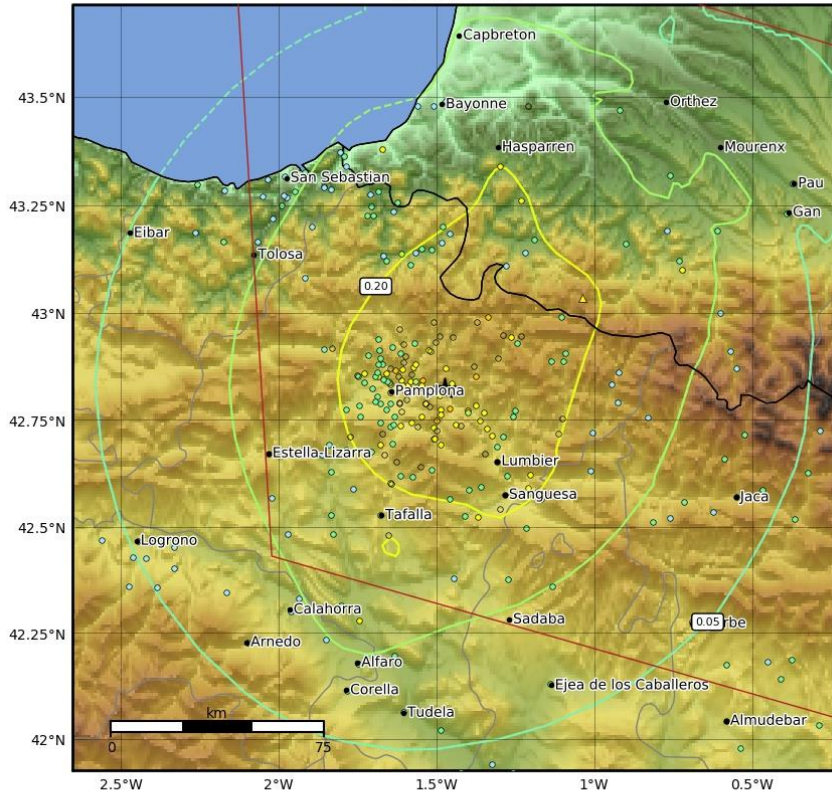 Capbreton
43.5°N
Bayonne
Orthez
Hasparren
Mourenx
San Sebastian
Pau
43.25°N
Eibar
Gan
Tolosa
0.20
43°N
Pamplona
42.75°N
Estella-Lizarra
Lumbier
Sanguesa
Jaca
Tafalla
42.5°N
Logrono
Calahorra
Sadaba
0.05
rbe
42.25°N
Arnedo
Alfaro
Corella
Ejea de los Caballeros
Tudela
Almudebar
km
0
75
42°N
2.5°W
2°W
1.5°W
1°W
0.5°W